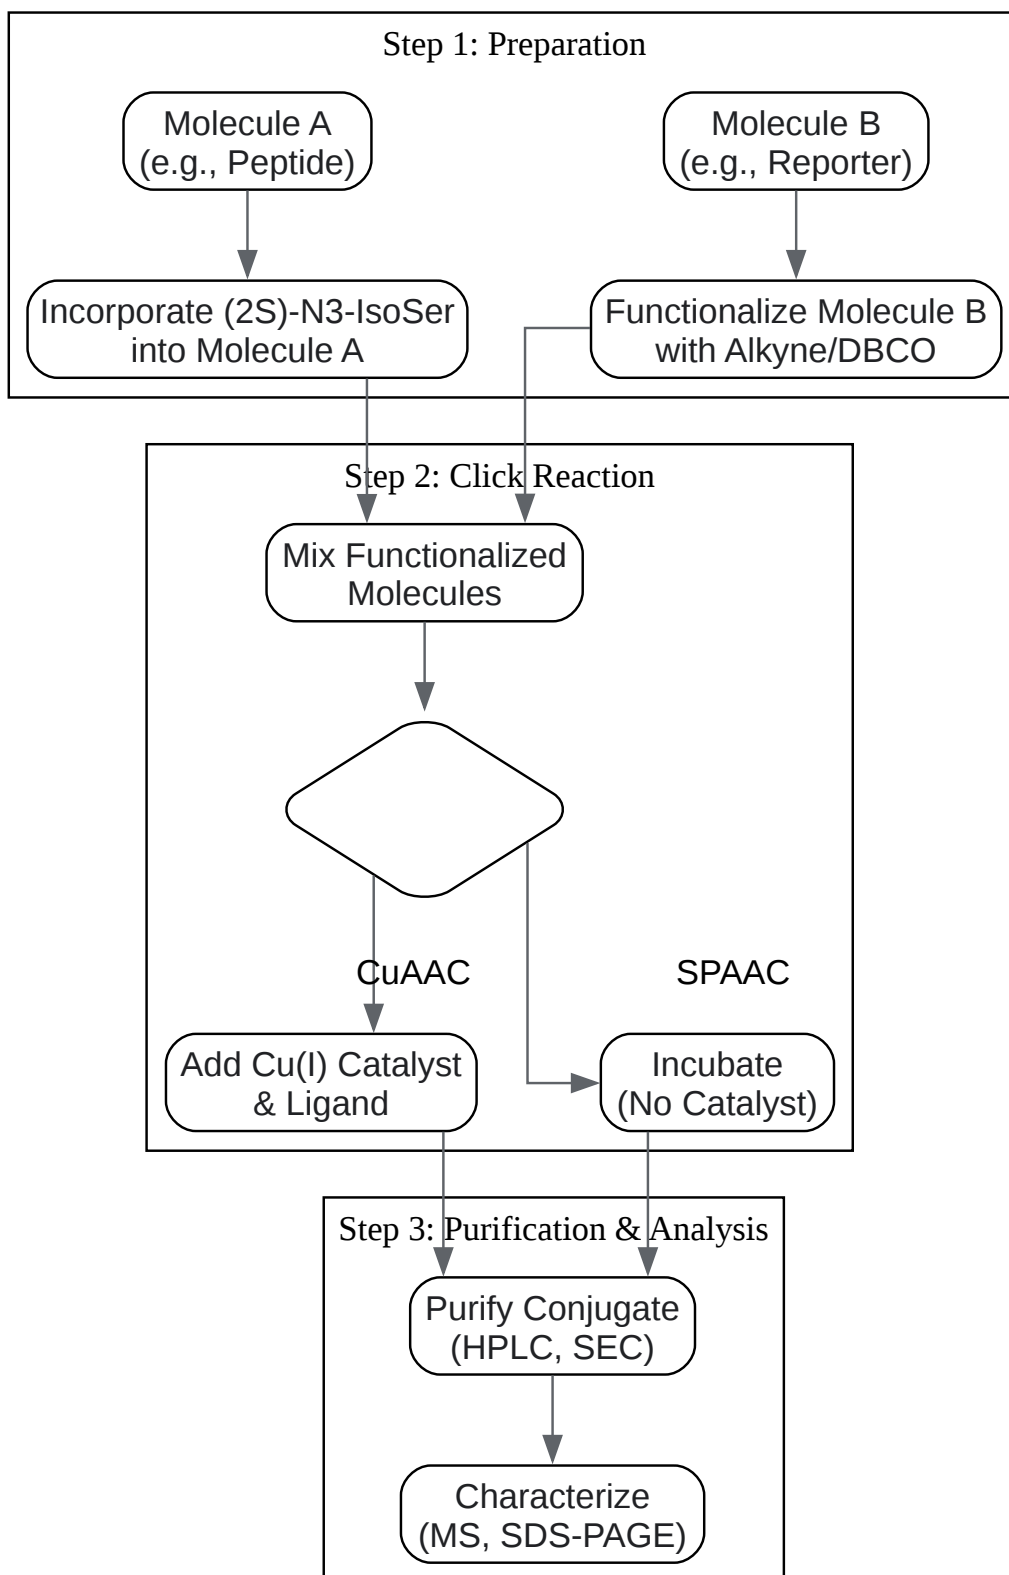 Step 1: Preparation
Molecule A
(e.g., Peptide)
Molecule B
(e.g., Reporter)
Incorporate (2S)-N3-IsoSer
into Molecule A
Functionalize Molecule B
with Alkyne/DBCO
Step 2: Click Reaction
Mix Functionalized
Molecules
CuAAC
SPAAC
Add Cu(I) Catalyst
& Ligand
Incubate
(No Catalyst)
Step 3: Purification & Analysis
Purify Conjugate
(HPLC, SEC)
Characterize
(MS, SDS-PAGE)